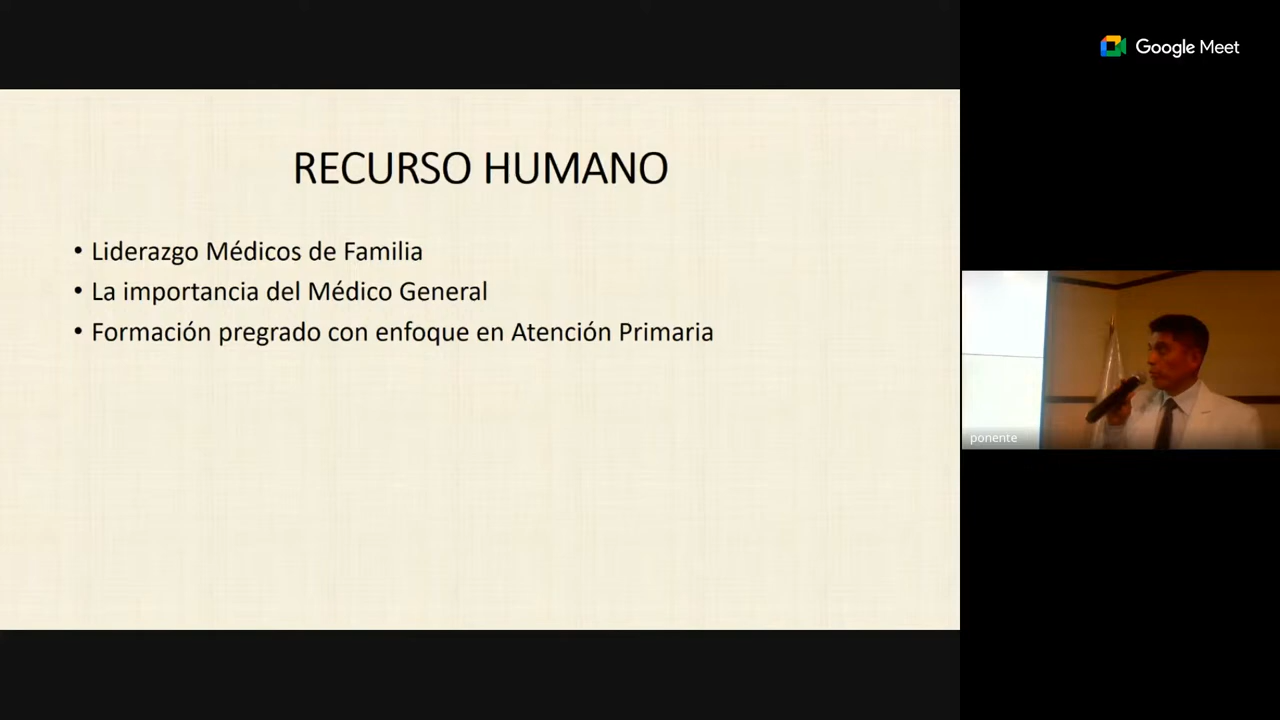 Google Meet
RECURSO HUMANO
• Liderazgo Médicos de Familia
• La importancia del Médico General
• Formación pregrado con enfoque en Atención Primaria
ponente